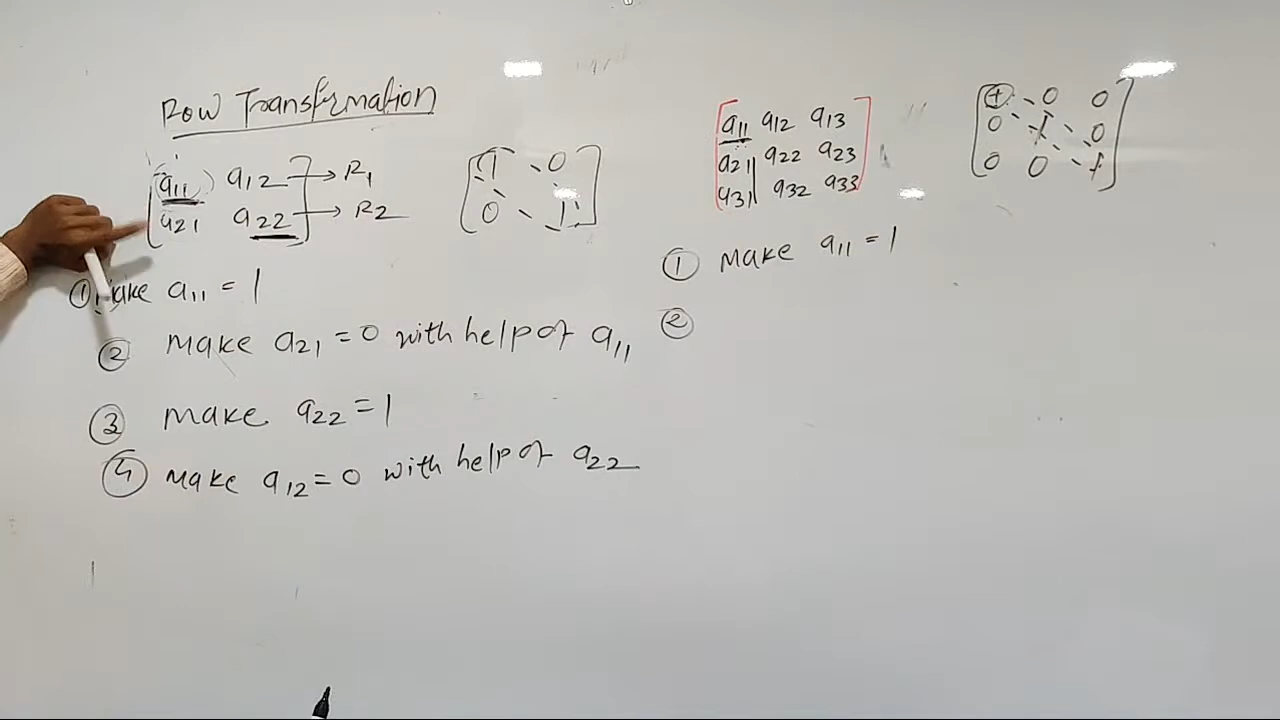 Row Transformation
a11 a12 → R1
a21 a22 → R2
1 0
0 1
① Make a11 = 1
② Make a21 = 0 with help of a11
③ Make a22 = 1
④ Make a12 = 0 with help of a22
a11 a12 a13
a21 a22 a23
a31 a32 a33
1 0 0
0 1 0
0 0 1
① Make a11 = 1
②